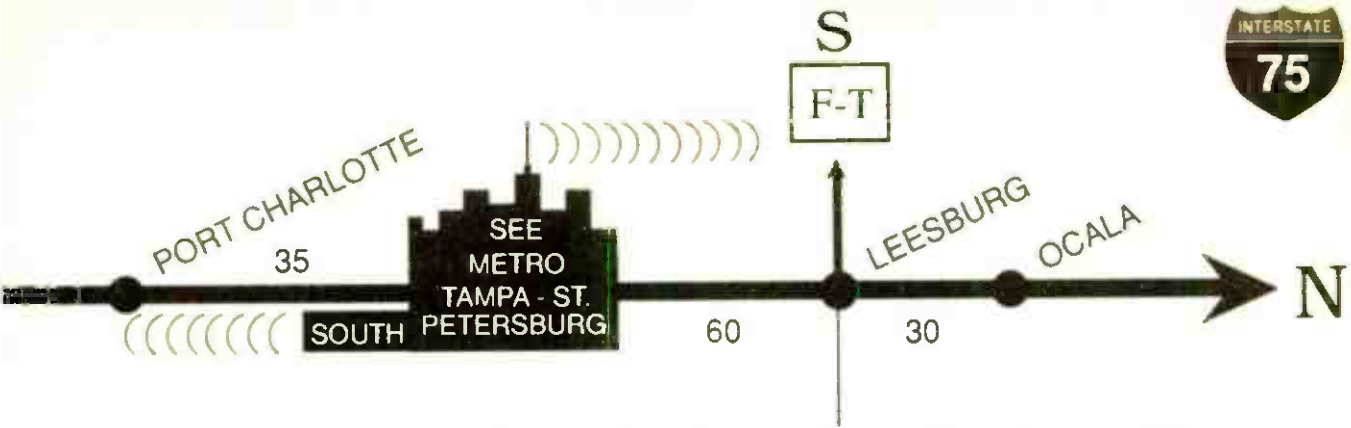 S
F-T
INTERSTATE
75
PORT CHARLOTTE
35
SEE
METRO
TAMPA - ST.
PETERSBURG
SOUTH
60
LEESBURG
30
OCALA
N